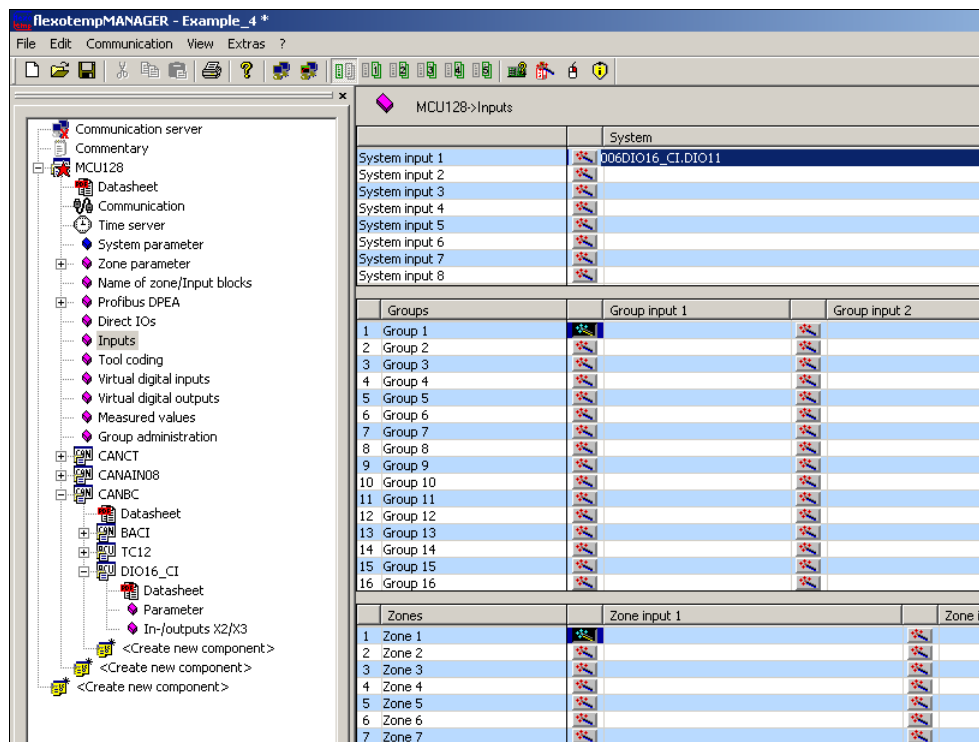 flexotempMANAGER - Example_4 *
File Edit Communication View Extras ?
Communication server
Commentary
MCU128
Datasheet
Communication
Time server
System parameter
Zone parameter
Name of zone/Input blocks
Profibus DPEA
Direct IOs
Inputs
Tool coding
Virtual digital inputs
Virtual digital outputs
Measured values
Group administration
CANCT
CANAIN08
CANBC
Datasheet
BACI
TC12
DIO16_CI
Datasheet
Parameter
In-/outputs X2/X3
<Create new component>
<Create new component>
<Create new component>
MCU128->Inputs
System
System input 1 006DIO16_CI.DIO11
System input 2
System input 3
System input 4
System input 5
System input 6
System input 7
System input 8
Groups Group input 1 Group input 2
1 Group 1
2 Group 2
3 Group 3
4 Group 4
5 Group 5
6 Group 6
7 Group 7
8 Group 8
9 Group 9
10 Group 10
11 Group 11
12 Group 12
13 Group 13
14 Group 14
15 Group 15
16 Group 16
Zones Zone input 1 Zone i
1 Zone 1
2 Zone 2
3 Zone 3
4 Zone 4
5 Zone 5
6 Zone 6
7 Zone 7